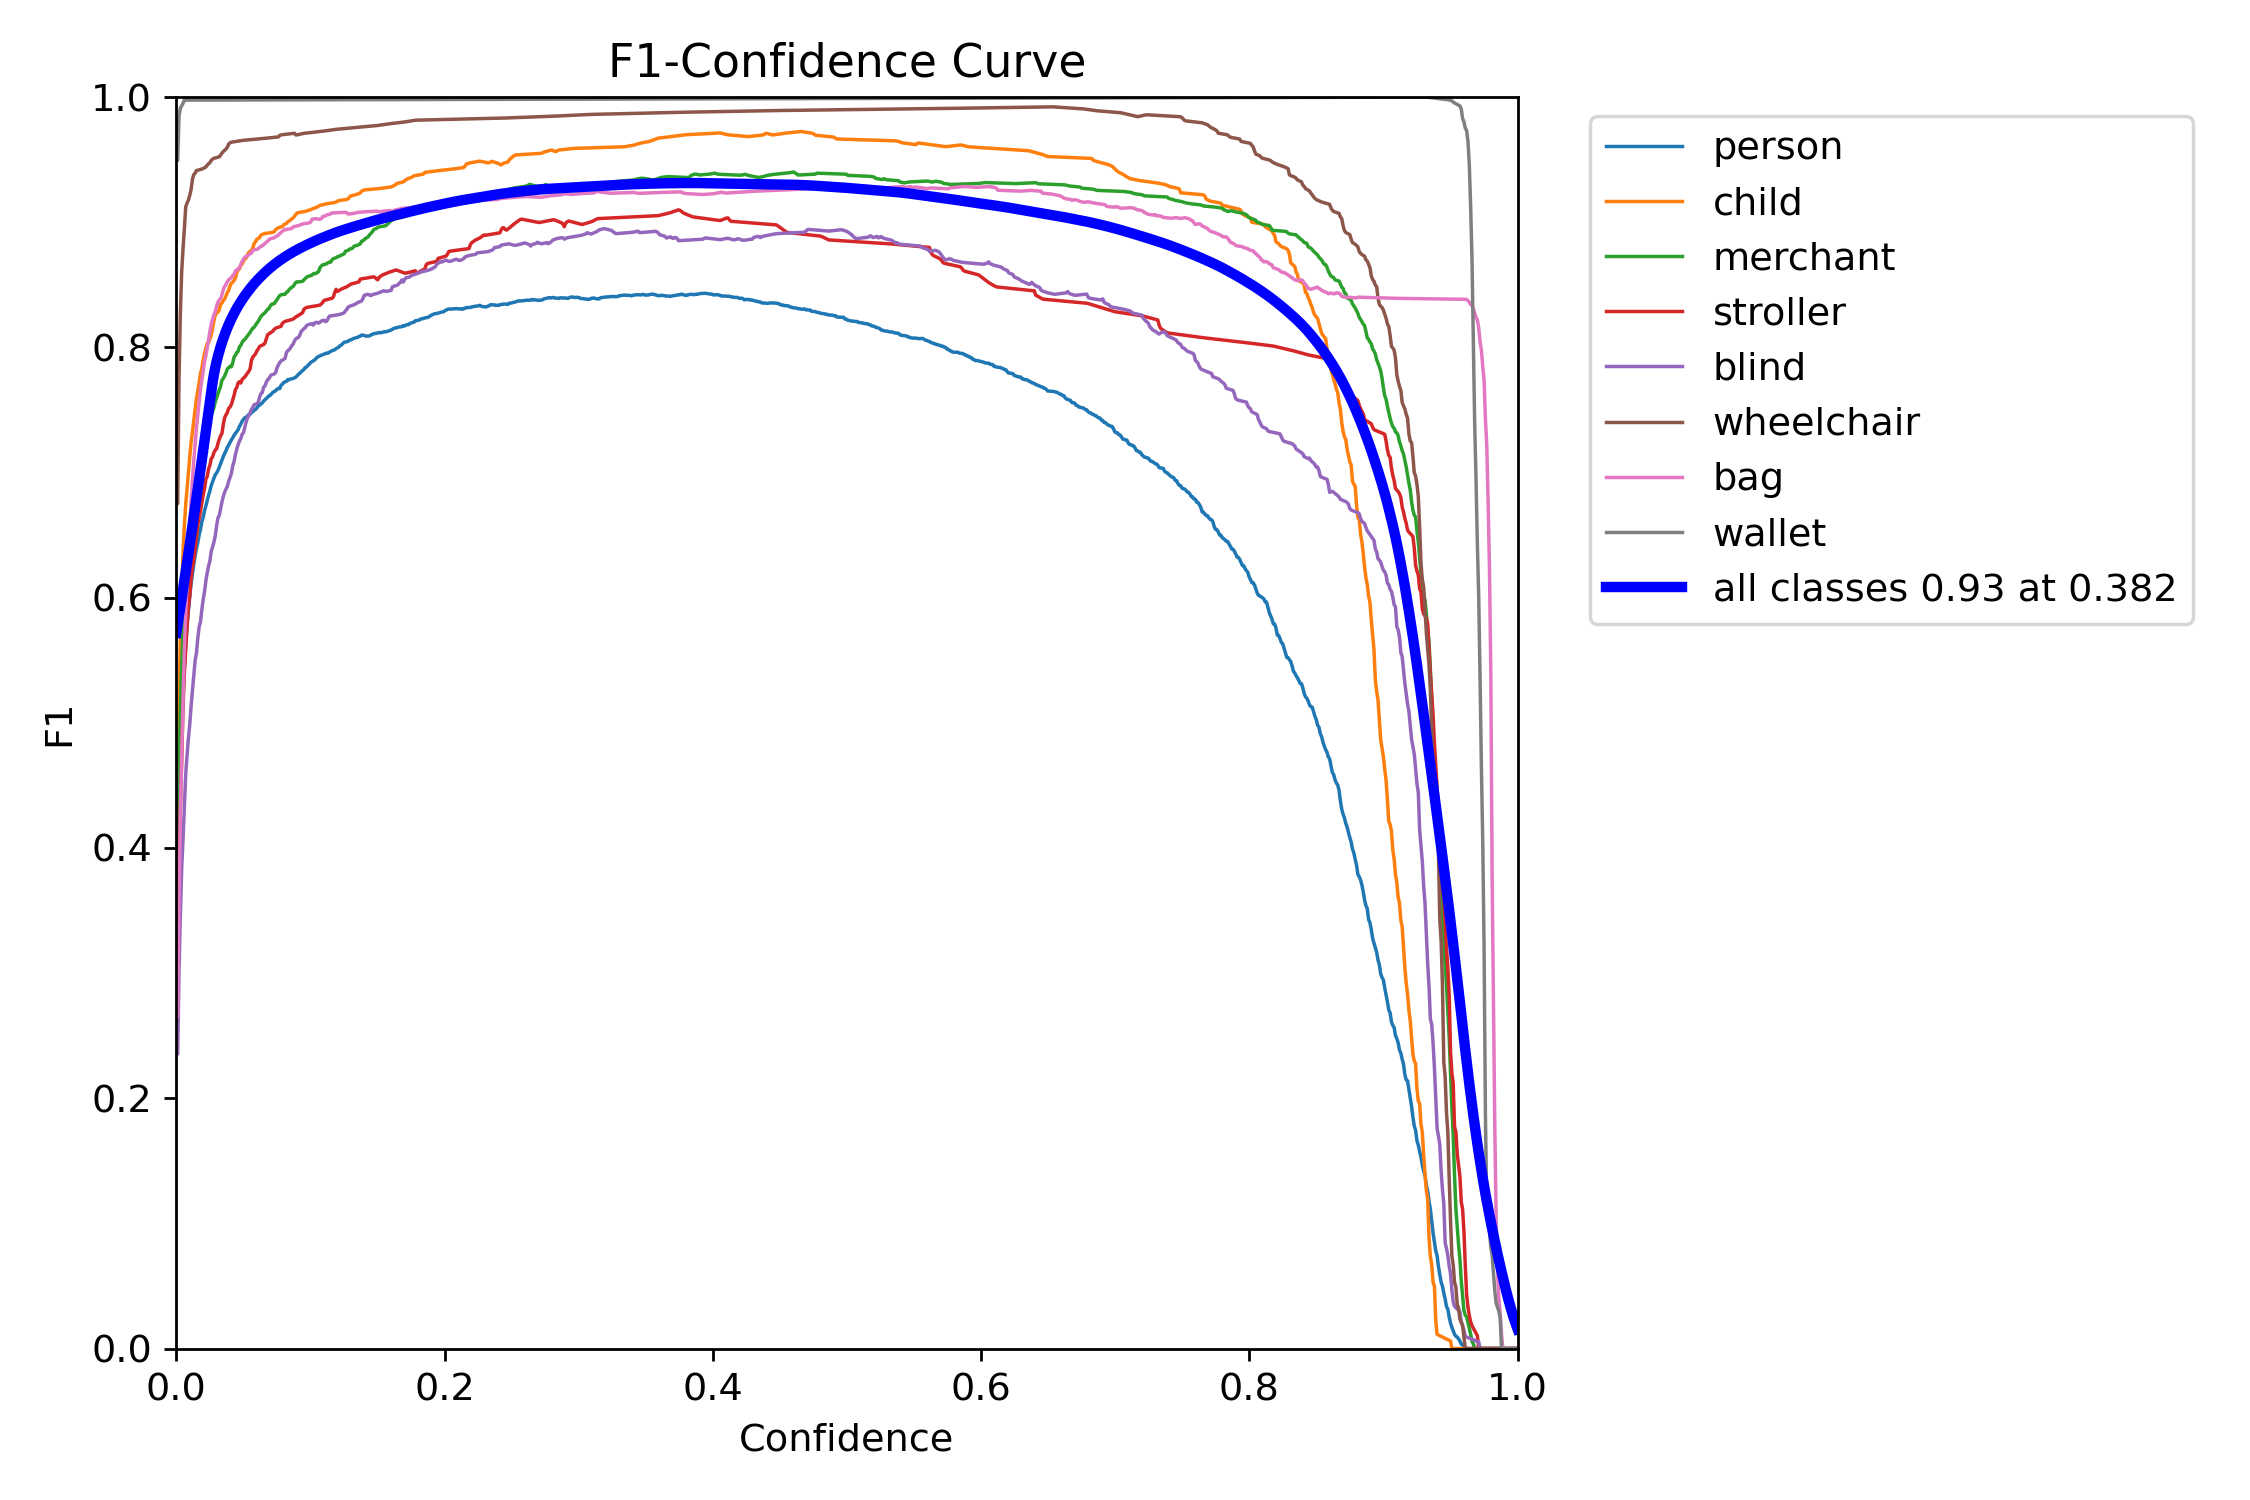 F1-Confidence Curve
1.0
0.8
0.6
0.4
0.2
0.0
F1
0.0 0.2 0.4 0.6 0.8 1.0
Confidence
person
child
merchant
stroller
blind
wheelchair
bag
wallet
all classes 0.93 at 0.382